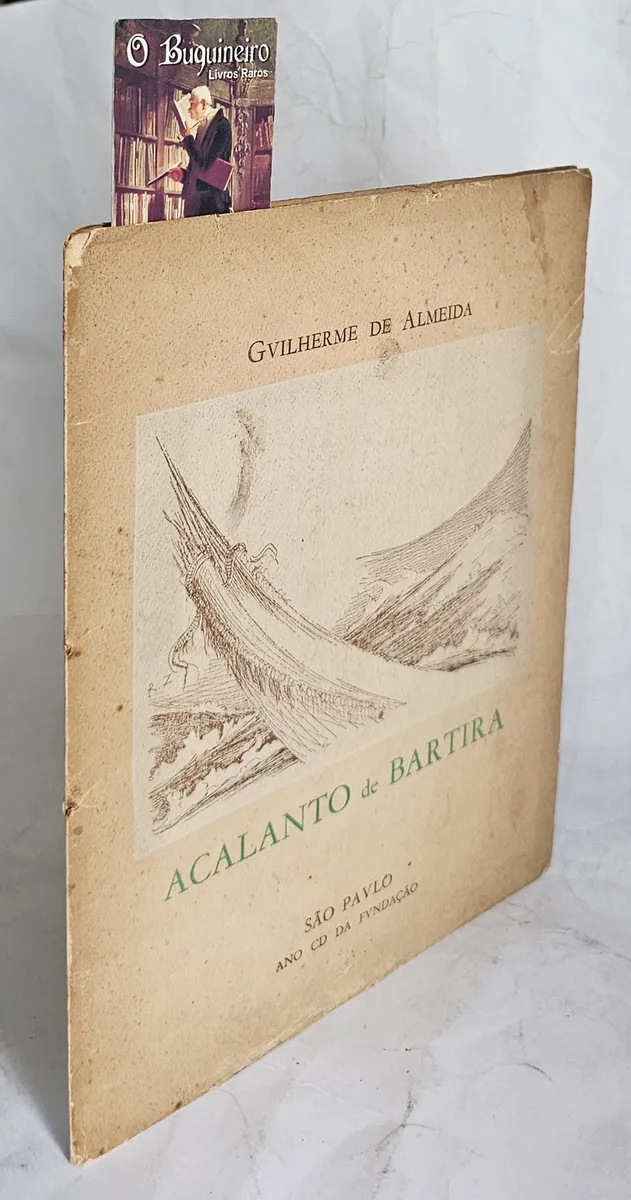 O Buquineiro
Livros Raros
GVILHERME DE ALMEIDA
ACALANTO de BARTIRA
SÃO PAVLO
ANO CD DA FVNDAÇÃO